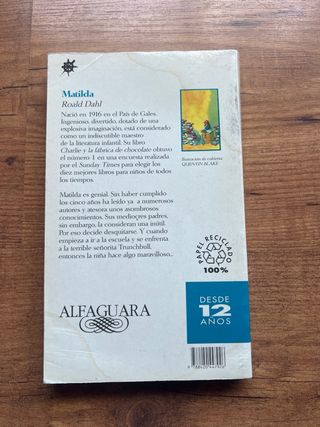 Matilda
Roald Dahl
Nació en 1916 en el País de Gales.
Ingenioso, divertido, dotado de una
explosiva imaginación, está considerado
como un indiscutible maestro
de la literatura infantil. Su libro
Charlie y la fábrica de chocolate obtuvo
el número 1 en una encuesta realizada
por el Sunday Times para elegir los
diez mejores libros para niños de todos
los tiempos.
Ilustración de cubierta:
QUENTIN BLAKE
Matilda es genial. Sin haber cumplido
los cinco años ha leído ya a numerosos
autores y atesora unos asombrosos
conocimientos. Sus mediocres padres,
sin embargo, la consideran una inútil.
Por eso decide desquitarse. Y cuando
empieza a ir a la escuela y se enfrenta
a la terrible señorita Trunchbull,
entonces la niña hace algo maravilloso...
PAPEL RECICLADO
100%
ALFAGUARA
DESDE
12
AÑOS